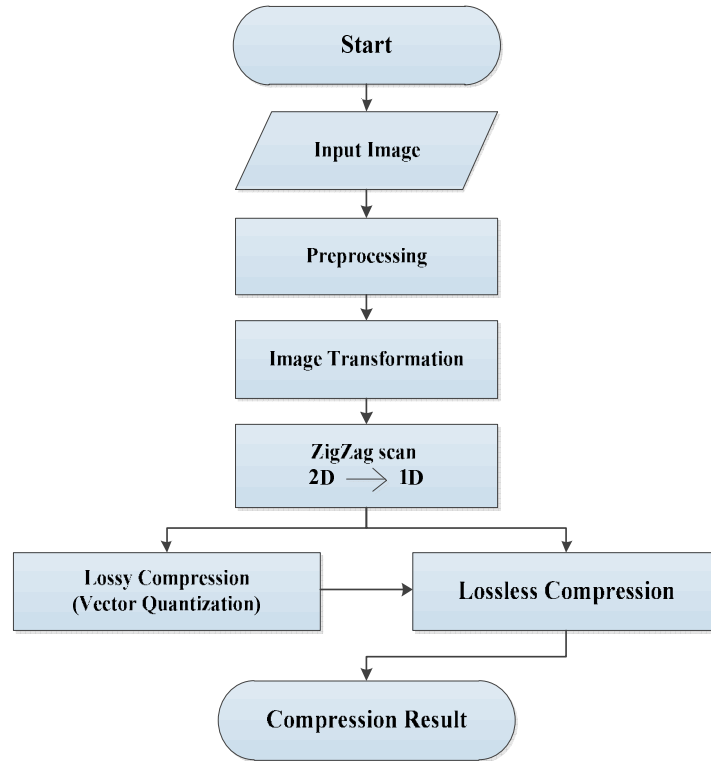 Start
Input Image
Preprocessing
Image Transformation
ZigZag scan
2D → 1D
Lossy Compression
(Vector Quantization)
Lossless Compression
Compression Result